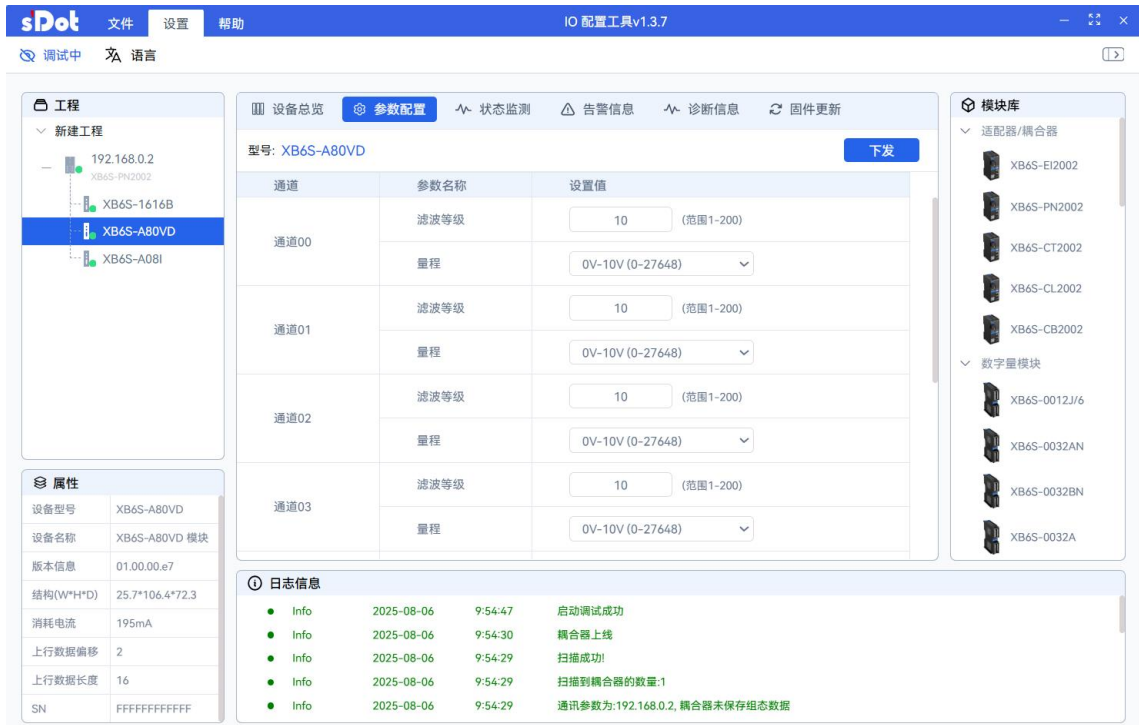 sDot 文件 设置 帮助 IO 配置工具v1.3.7
调试中 语言
工程
新建工程
192.168.0.2
XB6S-PN2002
XB6S-1616B
XB6S-A80VD
XB6S-A08I
属性
设备型号 XB6S-A80VD
设备名称 XB6S-A80VD 模块
版本信息 01.00.00.e7
结构(W*H*D) 25.7*106.4*72.3
消耗电流 195mA
上行数据偏移 2
上行数据长度 16
SN FFFFFFFFFFFF
设备总览 参数配置 状态监测 告警信息 诊断信息 固件更新
型号: XB6S-A80VD 下发
通道 参数名称 设置值
通道00
滤波等级 10 (范围1-200)
量程 0V-10V (0-27648)
通道01
滤波等级 10 (范围1-200)
量程 0V-10V (0-27648)
通道02
滤波等级 10 (范围1-200)
量程 0V-10V (0-27648)
通道03
滤波等级 10 (范围1-200)
量程 0V-10V (0-27648)
日志信息
Info 2025-08-06 9:54:47 启动调试成功
Info 2025-08-06 9:54:30 耦合器上线
Info 2025-08-06 9:54:29 扫描成功!
Info 2025-08-06 9:54:29 扫描到耦合器的数量:1
Info 2025-08-06 9:54:29 通讯参数为:192.168.0.2, 耦合器未保存组态数据
模块库
适配器/耦合器
XB6S-EI2002
XB6S-PN2002
XB6S-CT2002
XB6S-CL2002
XB6S-CB2002
数字量模块
XB6S-0012J/6
XB6S-0032AN
XB6S-0032BN
XB6S-0032A